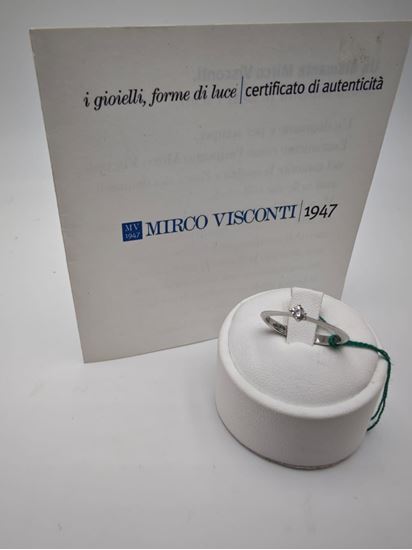 i gioielli, forme di luce | certificato di autenticità
MV 1947 MIRCO VISCONTI | 1947